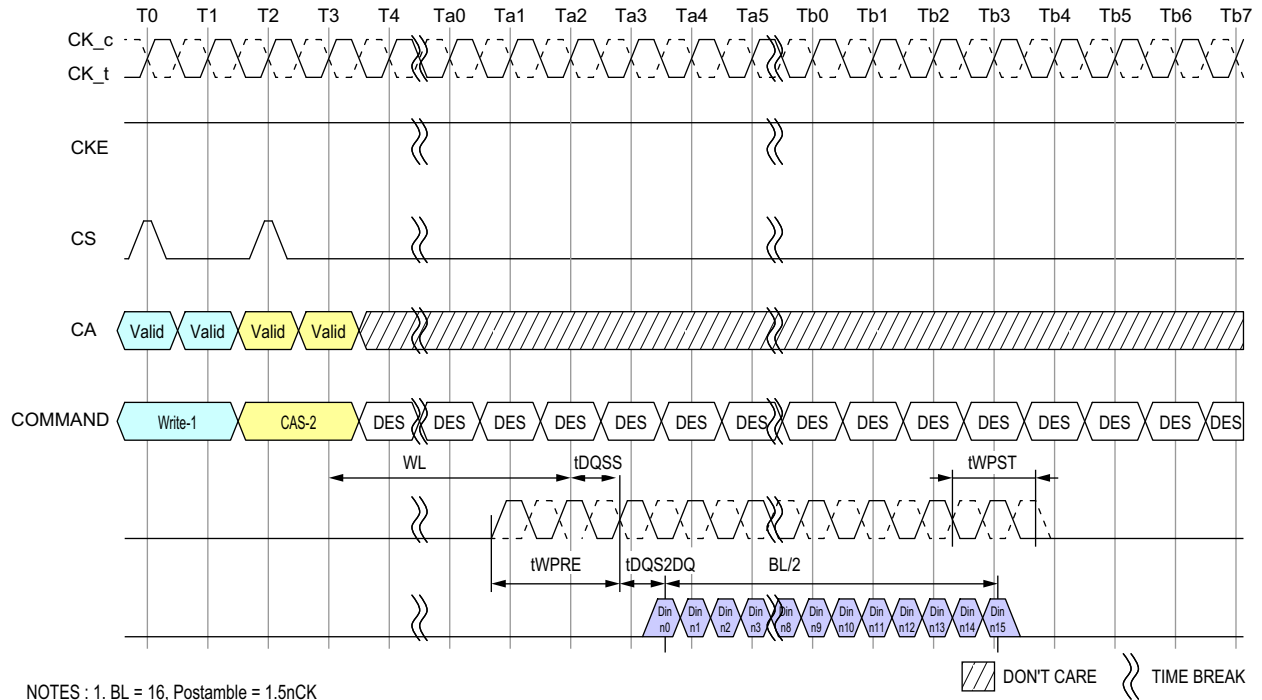 T0 T1 T2 T3 T4 Ta0 Ta1 Ta2 Ta3 Ta4 Ta5 Tb0 Tb1 Tb2 Tb3 Tb4 Tb5 Tb6 Tb7
CK_c
CK_t
CKE
CS
CA Valid Valid Valid Valid
COMMAND Write-1 CAS-2 DES DES DES DES DES DES DES DES DES DES DES DES DES DES DES
WL tDQSS tWPST
tWPRE tDQS2DQ BL/2
Din Din Din Din Din Din Din Din Din Din Din Din
n0 n1 n2 n3 n8 n9 n10 n11 n12 n13 n14 n15
DON'T CARE TIME BREAK
NOTES : 1. BL = 16, Postamble = 1.5nCK